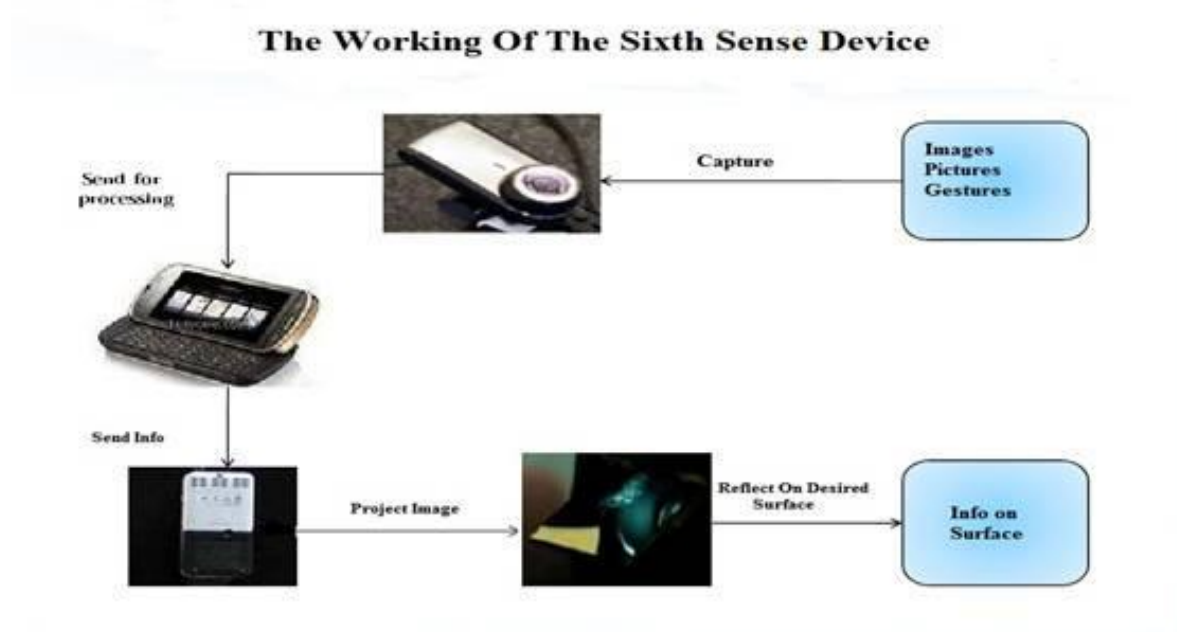 The Working Of The Sixth Sense Device
Images
Pictures
Gestures
Capture
Send for
processing
Send Info
Project Image
Reflect On Desired
Surface
Info on
Surface